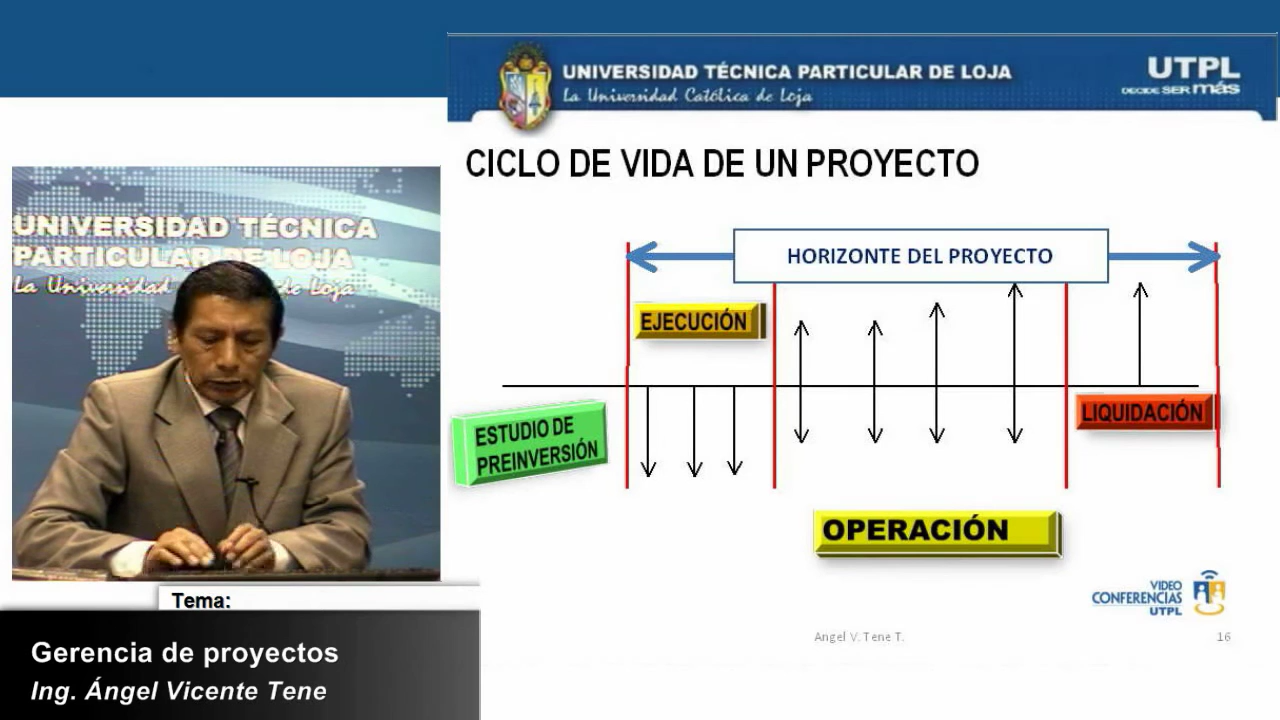 UNIVERSIDAD TÉCNICA PARTICULAR DE LOJA
La Universidad Católica de Loja
UTPL
DECIDE SER más
CICLO DE VIDA DE UN PROYECTO
HORIZONTE DEL PROYECTO
EJECUCIÓN
ESTUDIO DE
PREINVERSIÓN
LIQUIDACIÓN
OPERACIÓN
VIDEO
CONFERENCIAS
UTPL
Angel V. Tene T.
16
UNIVERSIDAD TÉCNICA
PARTICULAR DE LOJA
La Universidad de Loja
Tema:
Gerencia de proyectos
Ing. Ángel Vicente Tene